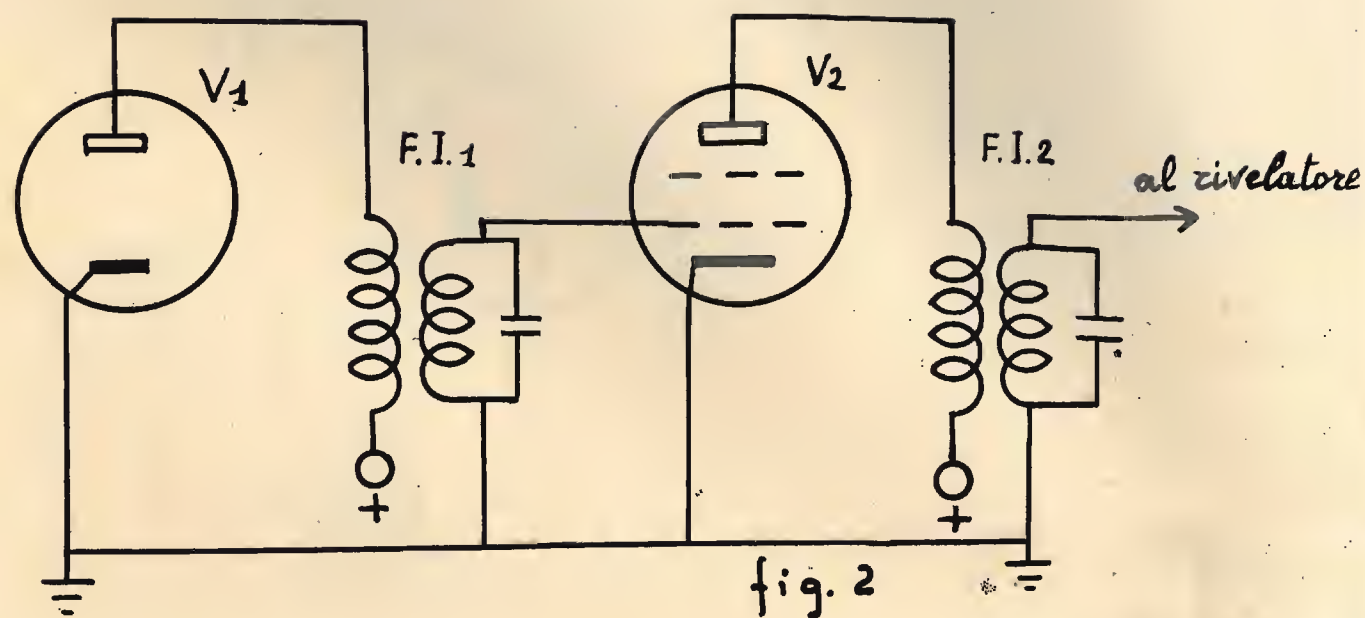 V1
F.I.1
+
V2
F.I.2
al rivelatore
+
fig. 2